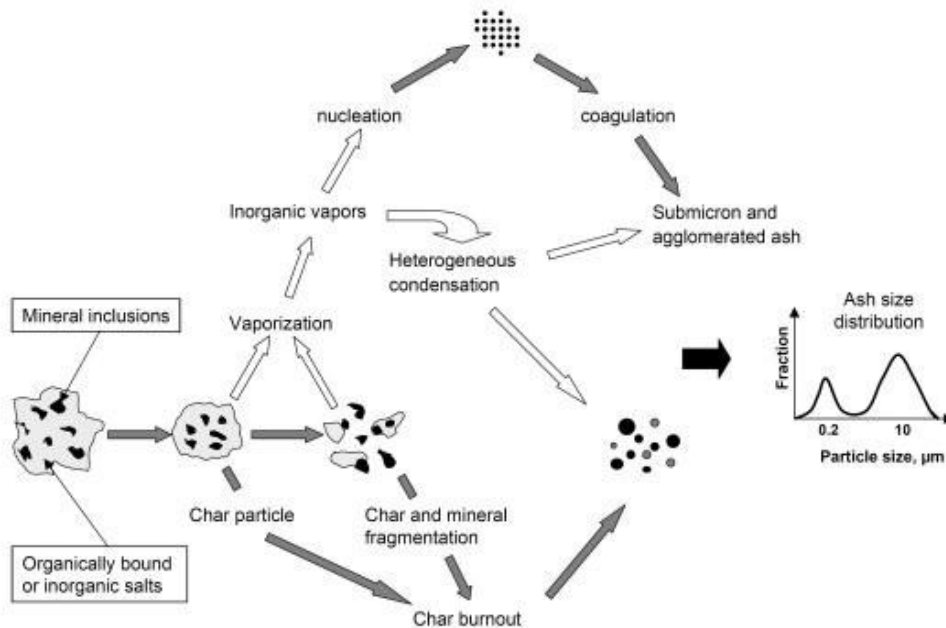 nucleation
coagulation
Inorganic vapors
Submicron and
agglomerated ash
Heterogeneous
condensation
Mineral inclusions
Vaporization
Ash size
distribution
Fraction
0.2
10
Particle size, μm
Char particle
Char and mineral
fragmentation
Organically bound
or inorganic salts
Char burnout